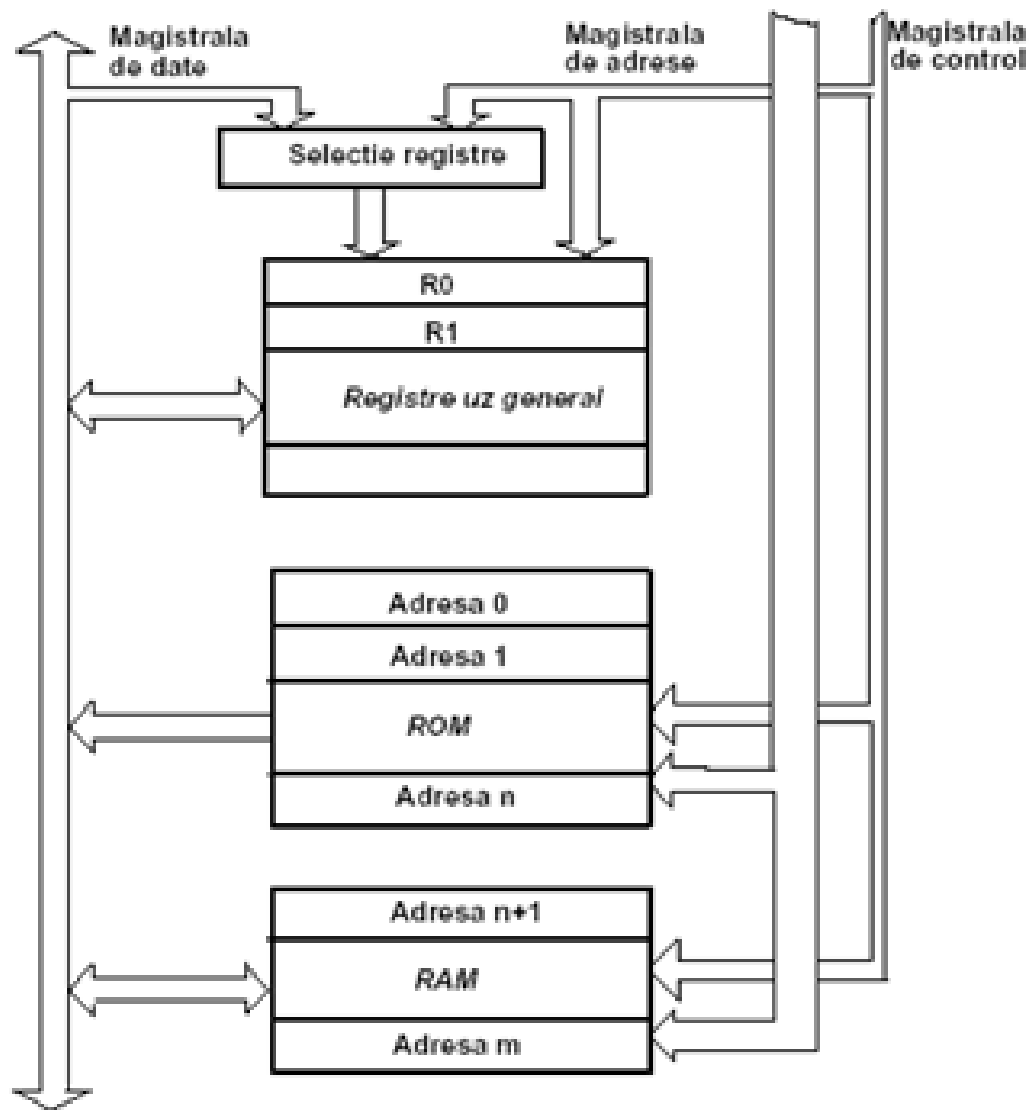 Magistrala
de date
Magistrala
de adrese
Magistrala
de control
Selectie registre
R0
R1
Registre uz general
Adresa 0
Adresa 1
ROM
Adresa n
Adresa n+1
RAM
Adresa m